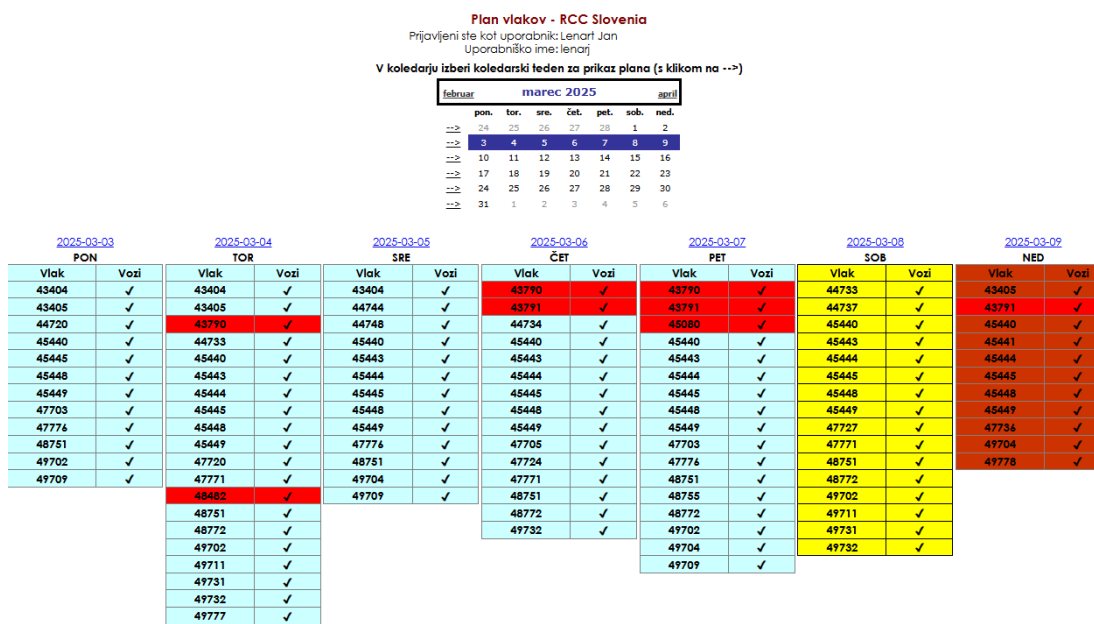 Plan vlakov - RCC Slovenia
Prijavljeni ste kot uporabnik: Lenart Jan
Uporabniško ime: lenarj
V koledarju izberi koledarski teden za prikaz plana (s klikom na -->)
februar marec 2025 april
pon. tor. sre. čet. pet. sob. ned.
--> 24 25 26 27 28 1 2
--> 3 4 5 6 7 8 9
--> 10 11 12 13 14 15 16
--> 17 18 19 20 21 22 23
--> 24 25 26 27 28 29 30
--> 31 1 2 3 4 5 6
2025-03-03 2025-03-04 2025-03-05 2025-03-06 2025-03-07 2025-03-08 2025-03-09
PON TOR SRE ČET PET SOB NED
Vlak Vozi Vlak Vozi Vlak Vozi Vlak Vozi Vlak Vozi Vlak Vozi Vlak Vozi
43404 ✓ 43404 ✓ 43404 ✓ 43790 ✓ 43790 ✓ 44733 ✓ 43405 ✓
43405 ✓ 43405 ✓ 44744 ✓ 43791 ✓ 43791 ✓ 44737 ✓ 43791 ✓
44720 ✓ 43790 ✓ 44748 ✓ 44734 ✓ 45080 ✓ 45440 ✓ 45440 ✓
45440 ✓ 44733 ✓ 45440 ✓ 45440 ✓ 45440 ✓ 45443 ✓ 45441 ✓
45445 ✓ 45440 ✓ 45443 ✓ 45443 ✓ 45443 ✓ 45444 ✓ 45444 ✓
45448 ✓ 45443 ✓ 45444 ✓ 45444 ✓ 45444 ✓ 45445 ✓ 45445 ✓
45449 ✓ 45444 ✓ 45445 ✓ 45445 ✓ 45445 ✓ 45448 ✓ 45448 ✓
47703 ✓ 45445 ✓ 45448 ✓ 45448 ✓ 45448 ✓ 45449 ✓ 45449 ✓
47776 ✓ 45448 ✓ 45449 ✓ 45449 ✓ 45449 ✓ 47727 ✓ 47736 ✓
48751 ✓ 45449 ✓ 47776 ✓ 47705 ✓ 47703 ✓ 47771 ✓ 49704 ✓
49702 ✓ 47720 ✓ 48751 ✓ 47724 ✓ 47776 ✓ 48751 ✓ 49778 ✓
49709 ✓ 47771 ✓ 49704 ✓ 47771 ✓ 48751 ✓ 48772 ✓
48482 ✓ 49709 ✓ 48751 ✓ 48755 ✓ 49702 ✓
48751 ✓ 48772 ✓ 48772 ✓ 49711 ✓
48772 ✓ 49732 ✓ 49702 ✓ 49731 ✓
49702 ✓ 49704 ✓ 49732 ✓
49711 ✓ 49709 ✓
49731 ✓
49732 ✓
49777 ✓